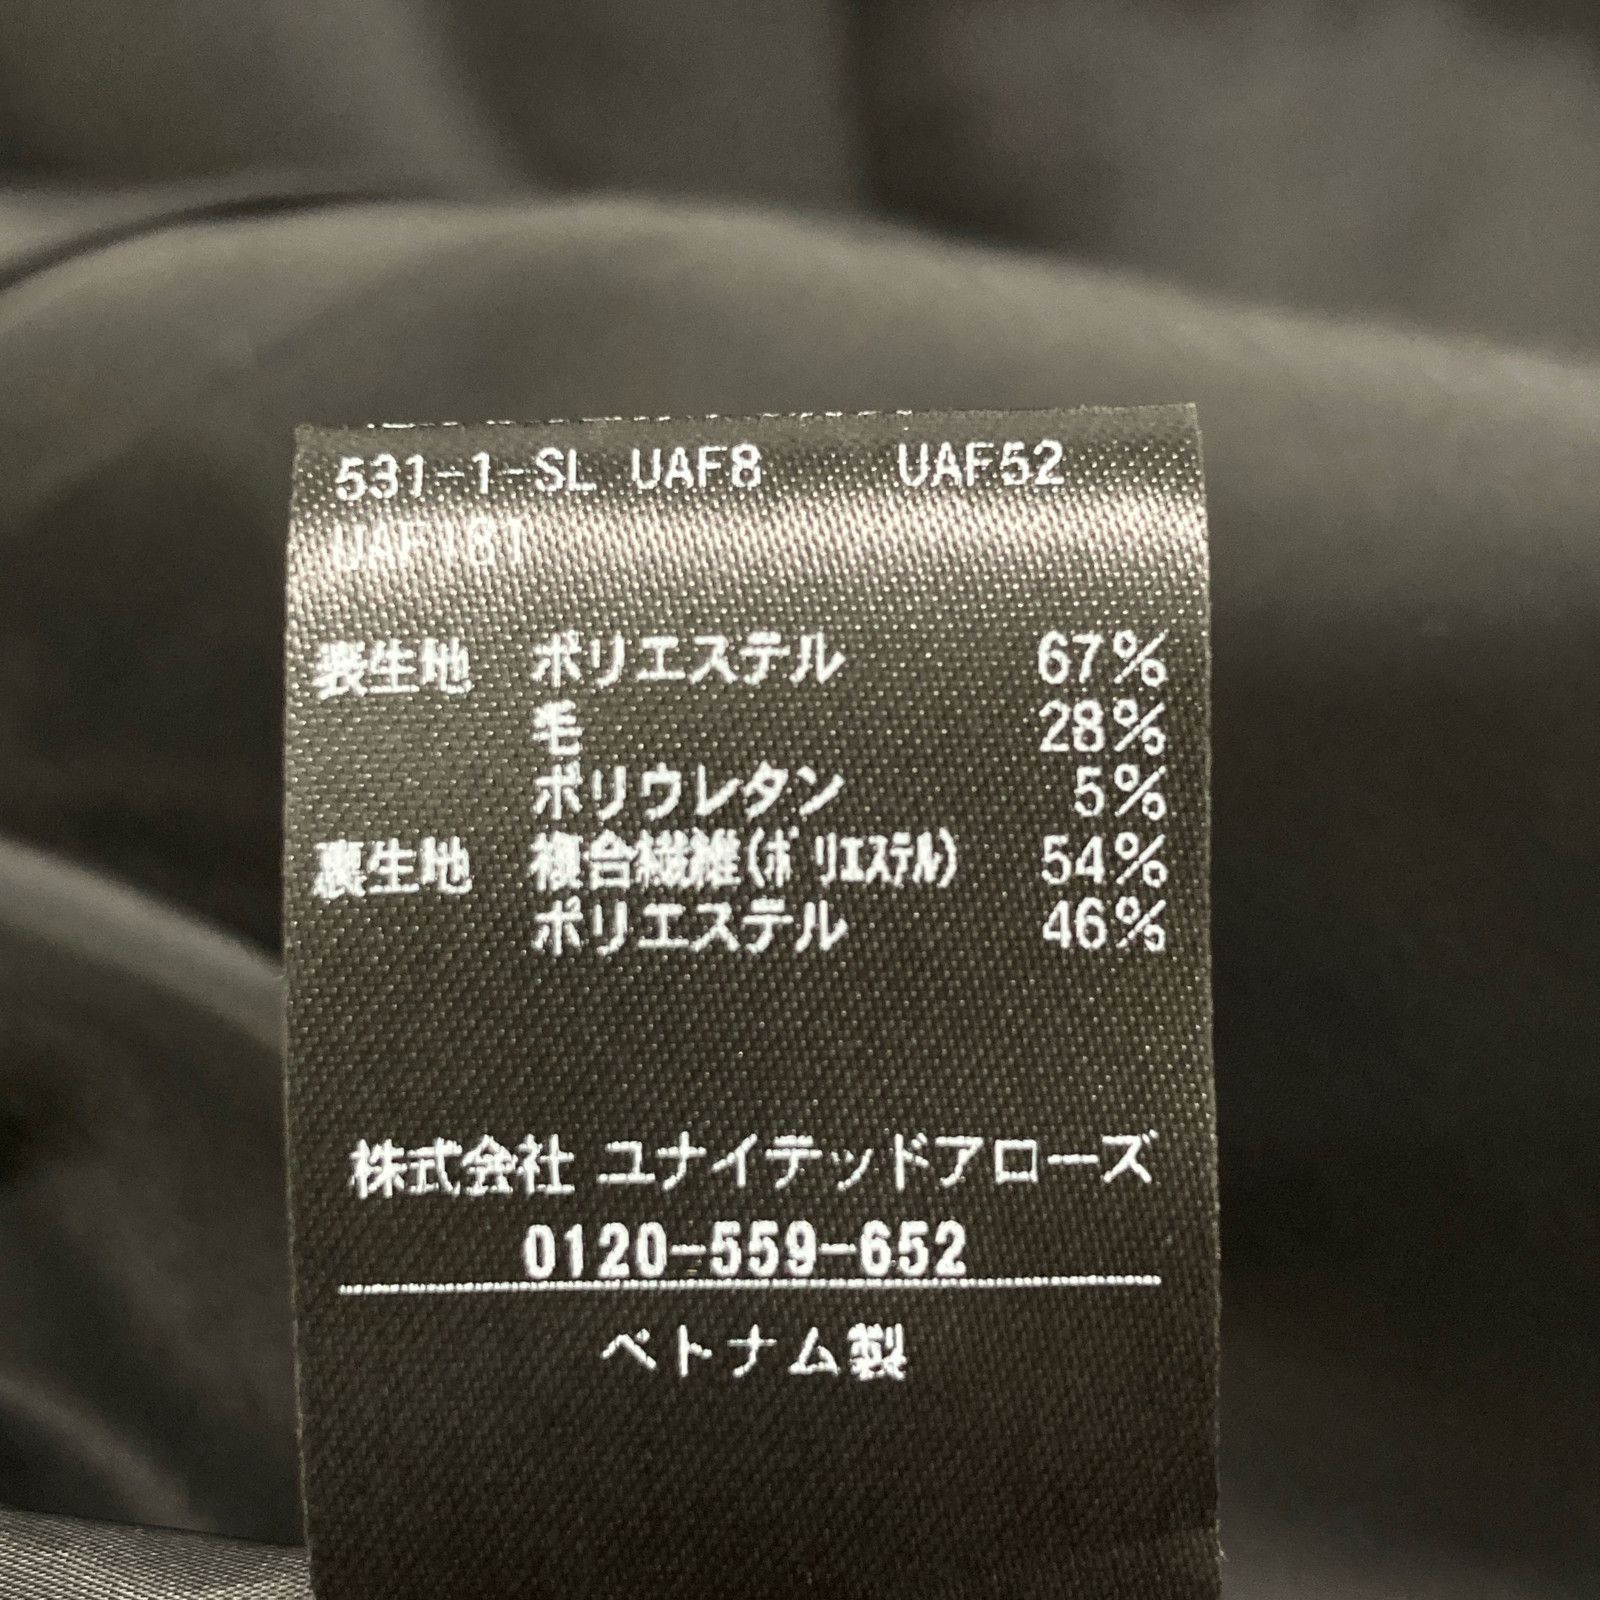 531-1-SL UAF8 UAF52
UAF181
表生地 ポリエステル 67%
毛 28%
ポリウレタン 5%
裏生地 複合繊維(ﾎﾟﾘｴｽﾃﾙ) 54%
ポリエステル 46%
株式会社 ユナイテッドアローズ
0120-559-652
ベトナム製